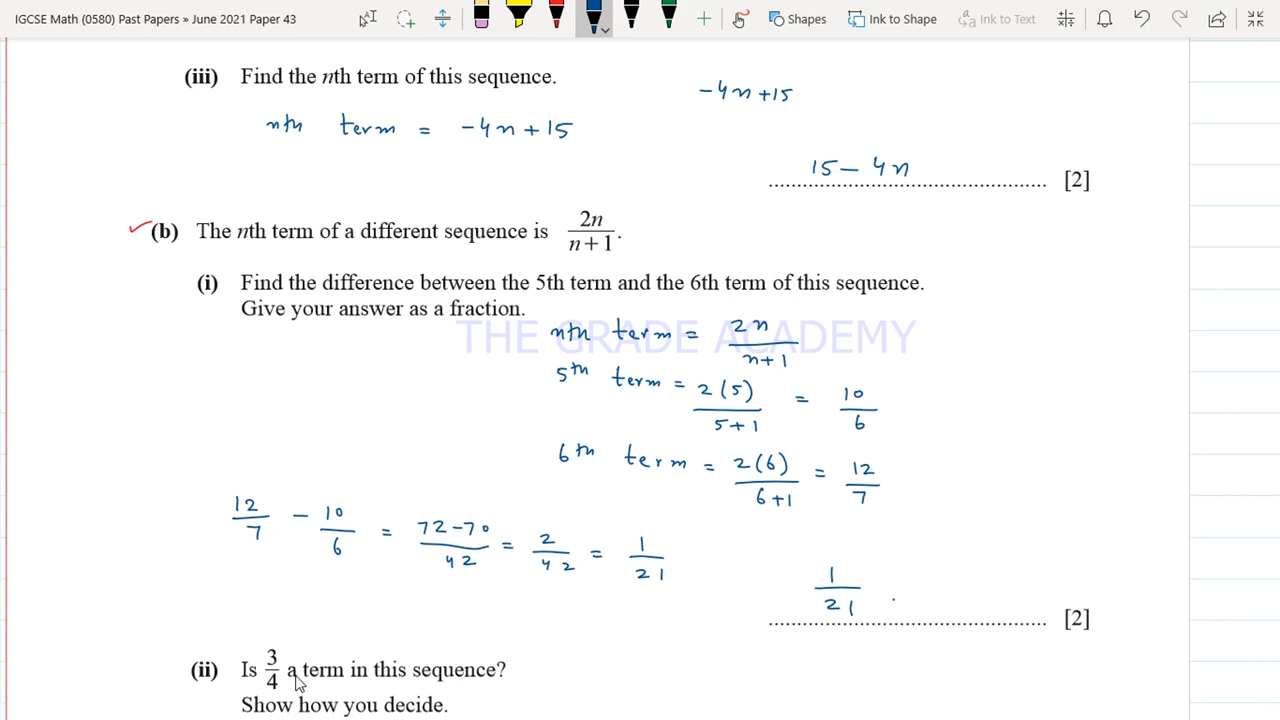 IGCSE Math (0580) Past Papers » June 2021 Paper 43
Shapes Ink to Shape Ink to Text
(iii) Find the nth term of this sequence.
-4n+15
nth term = -4n+15
15 - 4n
[2]
(b) The nth term of a different sequence is 2n/n+1.
(i) Find the difference between the 5th term and the 6th term of this sequence.
Give your answer as a fraction.
THE GRADE ACADEMY
nth term = 2n/n+1
5th term = 2(5)/5+1 = 10/6
6th term = 2(6)/6+1 = 12/7
12/7 - 10/6 = 72-70/42 = 2/42 = 1/21
1/21
[2]
(ii) Is 3/4 a term in this sequence?
Show how you decide.